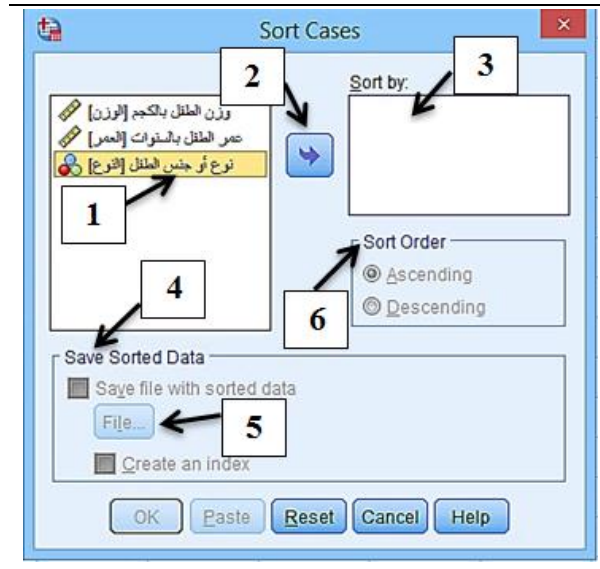 Sort Cases
2
3
Sort by:
وزن الطفل بالكجم [الوزن]
عمر الطفل بالسنوات [العمر]
نوع أو جنس الطفل [النوع]
1
Sort Order
Ascending
Descending
4
6
Save Sorted Data
Save file with sorted data
File...
5
Create an index
OK Paste Reset Cancel Help